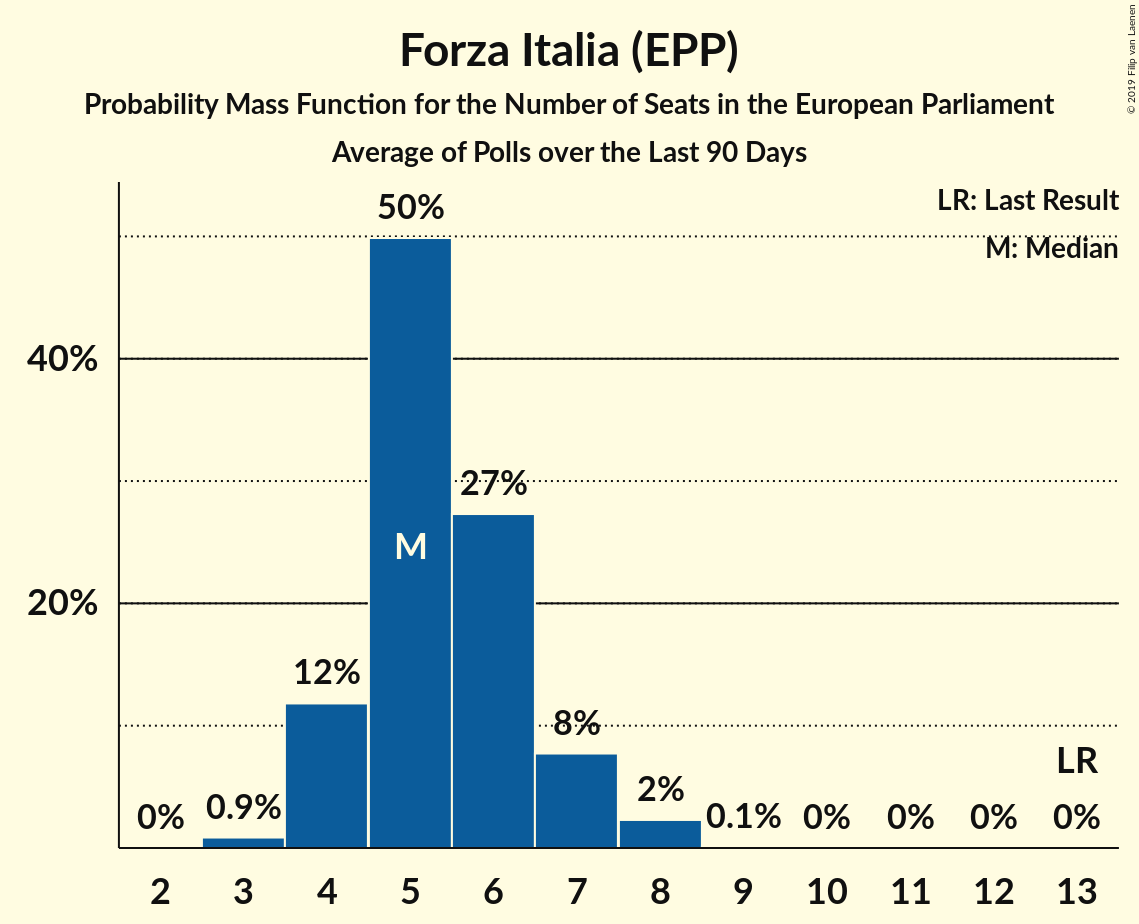 Forza Italia (EPP)
Probability Mass Function for the Number of Seats in the European Parliament
Average of Polls over the Last 90 Days
© 2019 Filip van Laenen
LR: Last Result
M: Median
50%
40%
27%
M
20%
12%
8%
LR
2%
0% 0.9% 0.1% 0% 0% 0% 0%
2 3 4 5 6 7 8 9 10 11 12 13